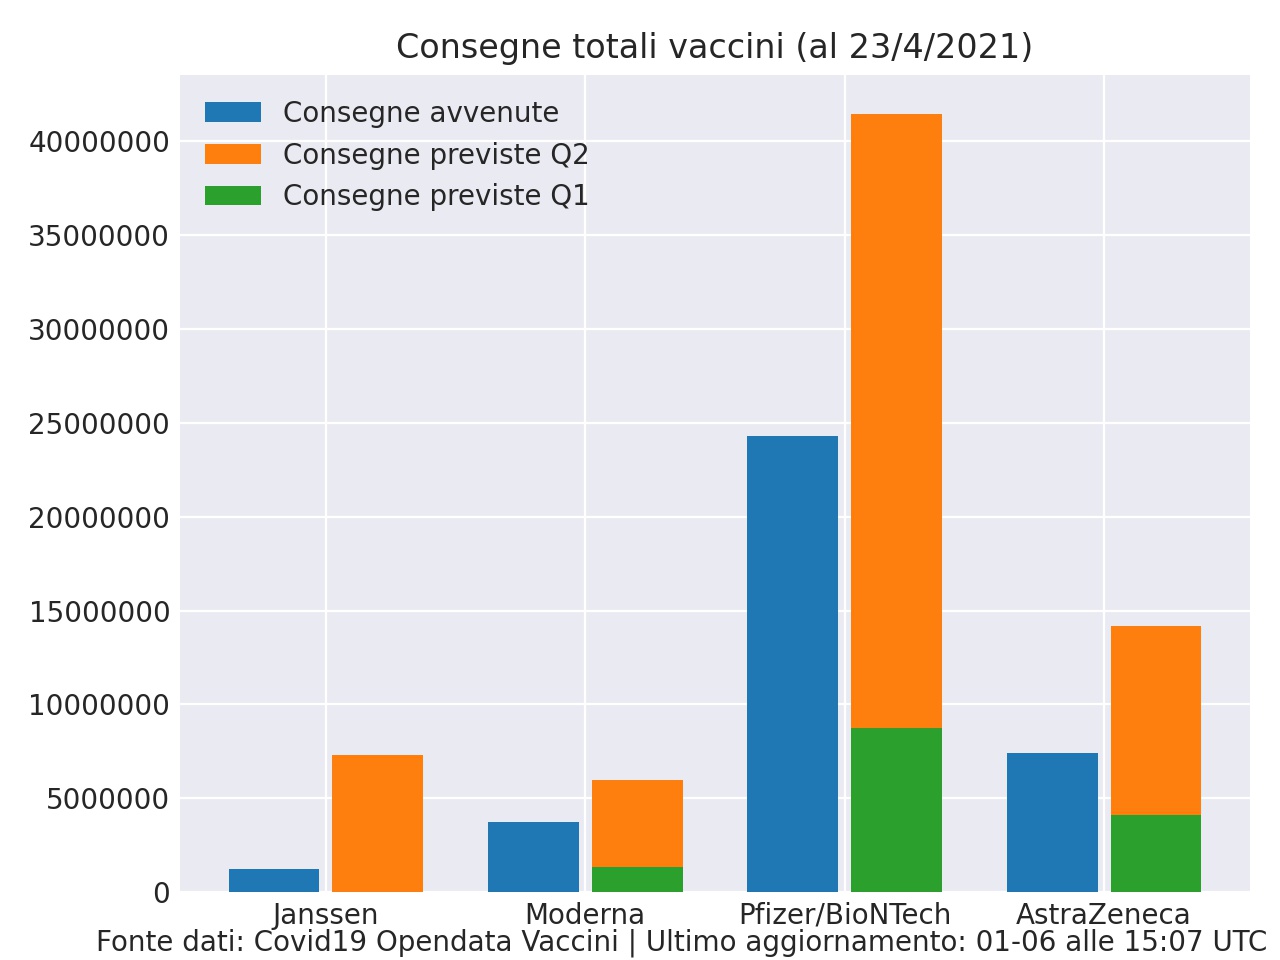 Consegne totali vaccini (al 23/4/2021)
Consegne avvenute
Consegne previste Q2
Consegne previste Q1
40000000
35000000
30000000
25000000
20000000
15000000
10000000
5000000
0
Janssen Moderna Pfizer/BioNTech AstraZeneca
Fonte dati: Covid19 Opendata Vaccini | Ultimo aggiornamento: 01-06 alle 15:07 UTC